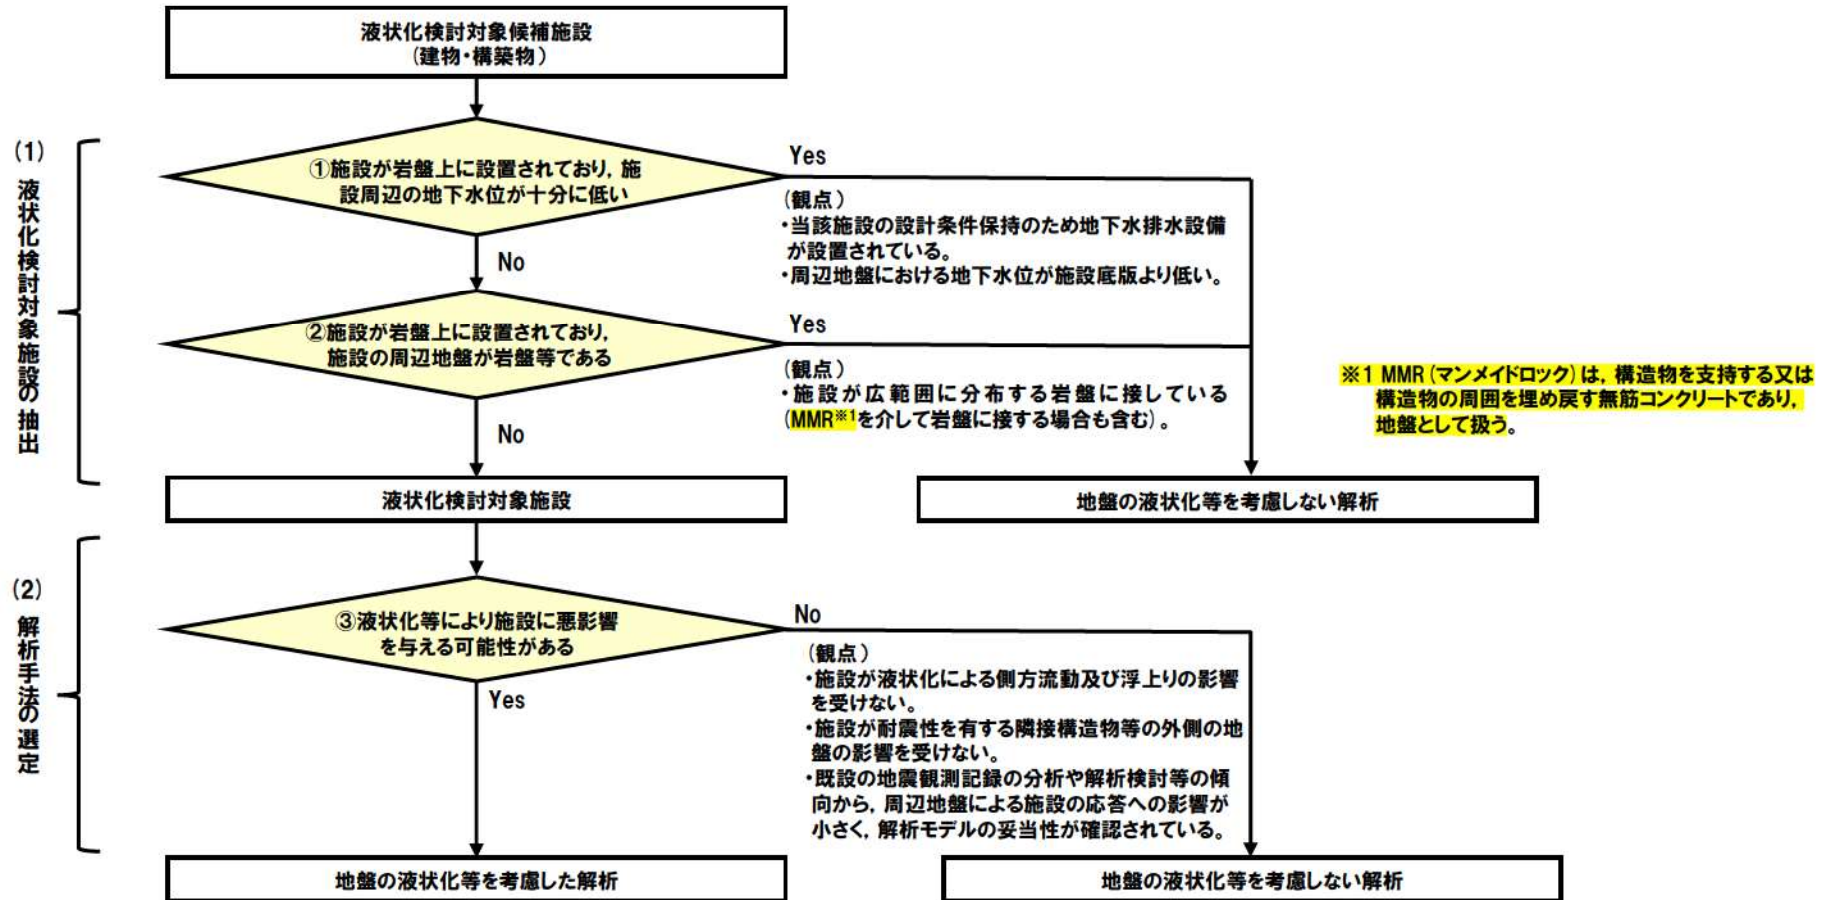 液状化検討対象候補施設
(建物・構築物)
(1)
液状化検討対象施設の抽出
①施設が岩盤上に設置されており,施
設周辺の地下水位が十分に低い
Yes
(観点)
・当該施設の設計条件保持のため地下水排水設備
が設置されている。
・周辺地盤における地下水位が施設底版より低い。
No
②施設が岩盤上に設置されており,
施設の周辺地盤が岩盤等である
Yes
(観点)
・施設が広範囲に分布する岩盤に接している
(MMR※1を介して岩盤に接する場合も含む)。
No
※1 MMR(マンメイドロック)は,構造物を支持する又は
構造物の周囲を埋め戻す無筋コンクリートであり,
地盤として扱う。
液状化検討対象施設
地盤の液状化等を考慮しない解析
(2)
解析手法の選定
③液状化等により施設に悪影響
を与える可能性がある
No
(観点)
・施設が液状化による側方流動及び浮上りの影響
を受けない。
・施設が耐震性を有する隣接構造物等の外側の地
盤の影響を受けない。
・既設の地震観測記録の分析や解析検討等の傾
向から,周辺地盤による施設の応答への影響が
小さく,解析モデルの妥当性が確認されている。
Yes
地盤の液状化等を考慮した解析
地盤の液状化等を考慮しない解析